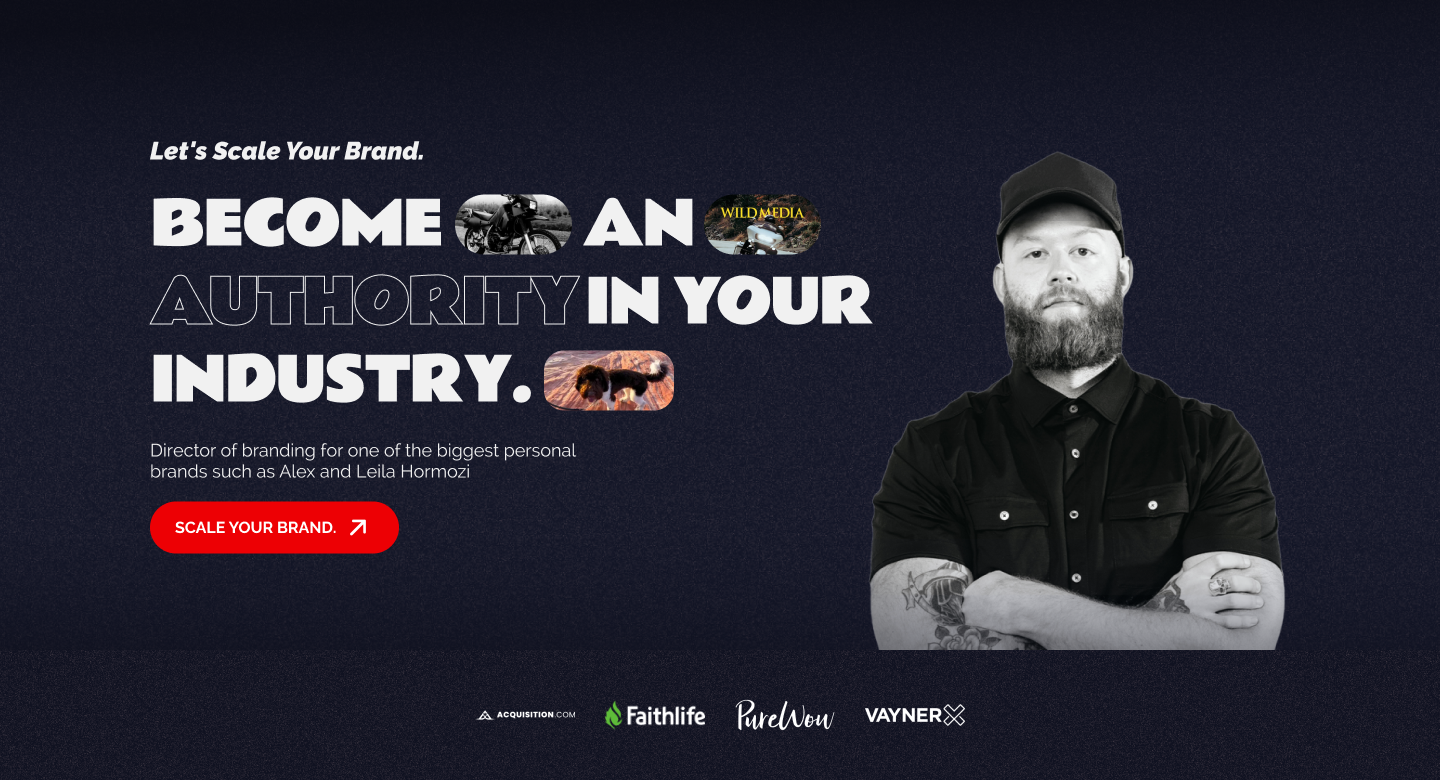 Let's Scale Your Brand.
BECOME AN WILDMEDIA
AUTHORITY IN YOUR
INDUSTRY.
Director of branding for one of the biggest personal
brands such as Alex and Leila Hormozi
SCALE YOUR BRAND.
ACQUISITION.COM Faithlife PureWow VAYNERX